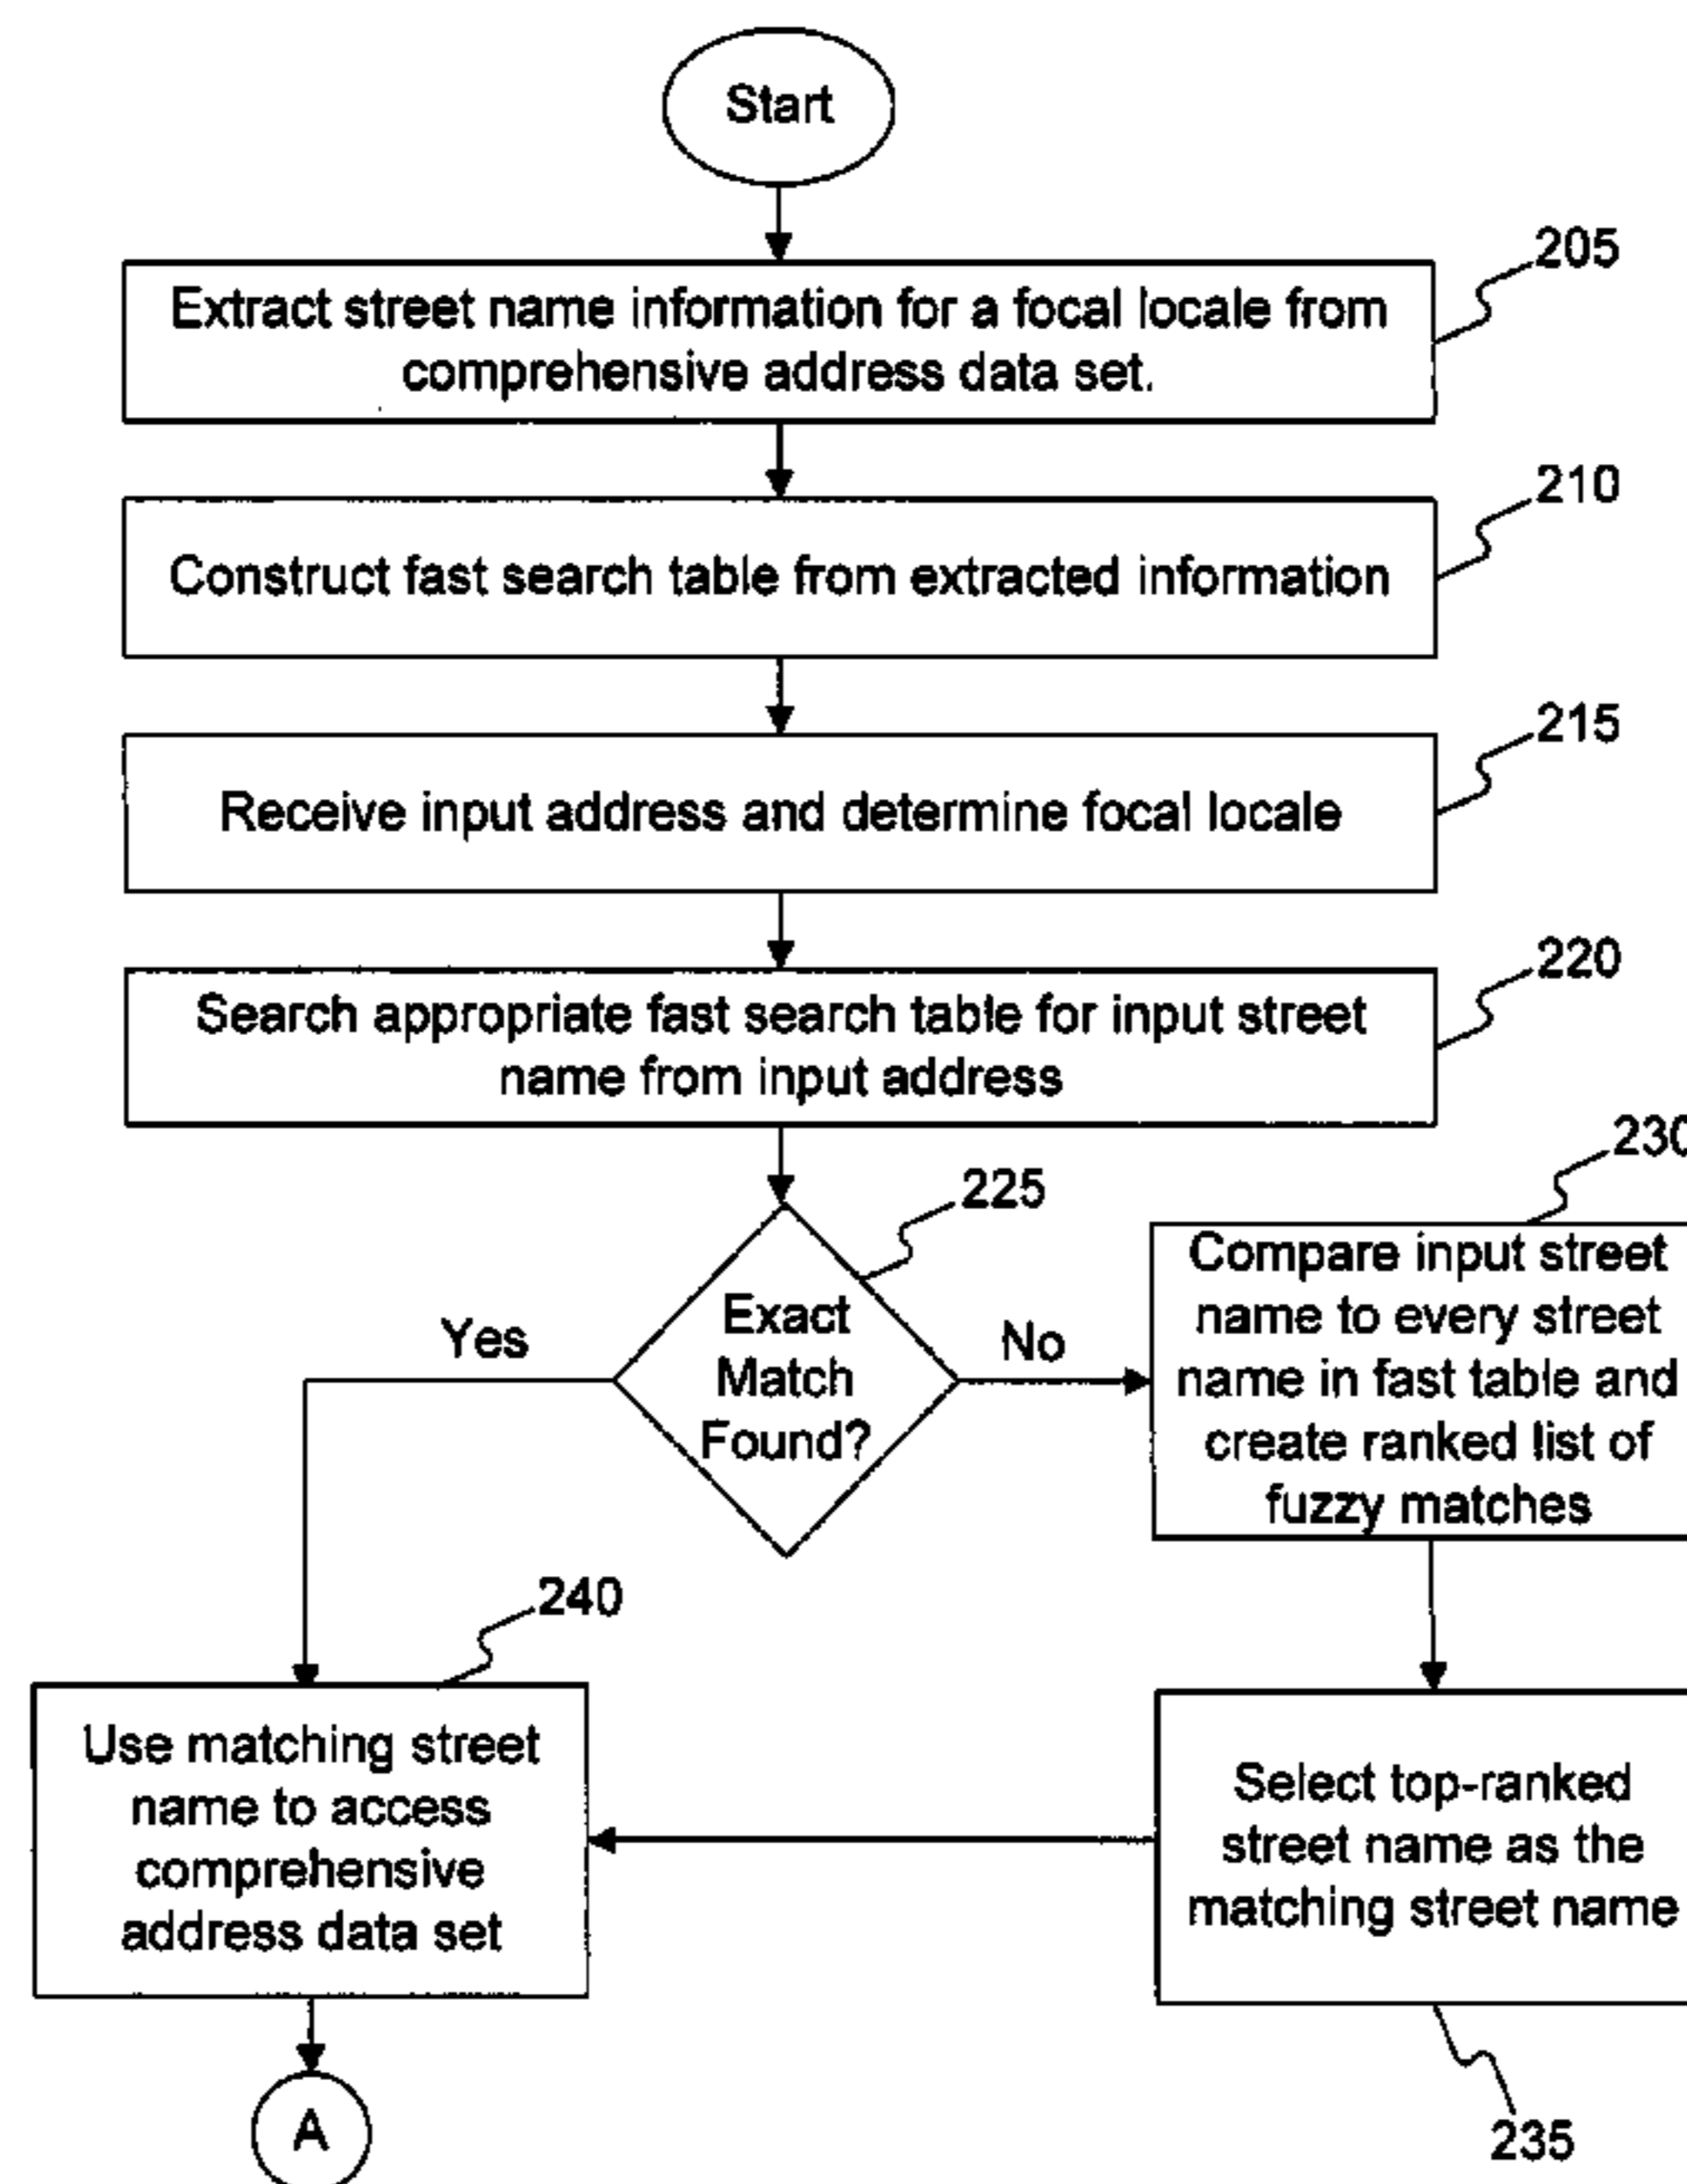 Start
205
Extract street name information for a focal locale from
comprehensive address data set.
210
Construct fast search table from extracted information
215
Receive input address and determine focal locale
220
Search appropriate fast search table for input street
name from input address
225
230
Exact
Match
Found?
Yes
No
Compare input street
name to every street
name in fast table and
create ranked list of
fuzzy matches
240
Use matching street
name to access
comprehensive
address data set
Select top-ranked
street name as the
matching street name
A
235